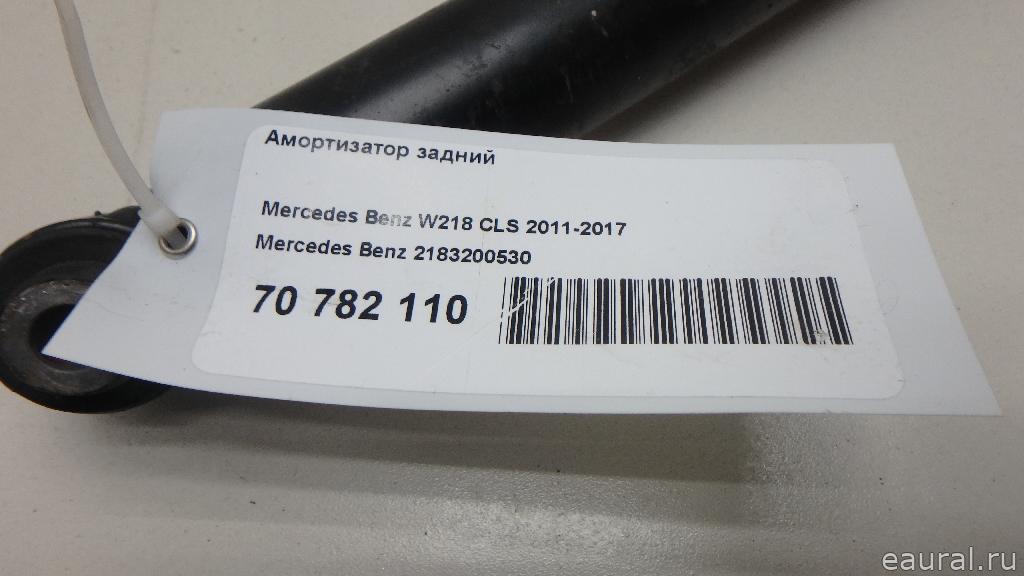 Амортизатор задний
Mercedes Benz W218 CLS 2011-2017
Mercedes Benz 2183200530
70 782 110
eaural.ru